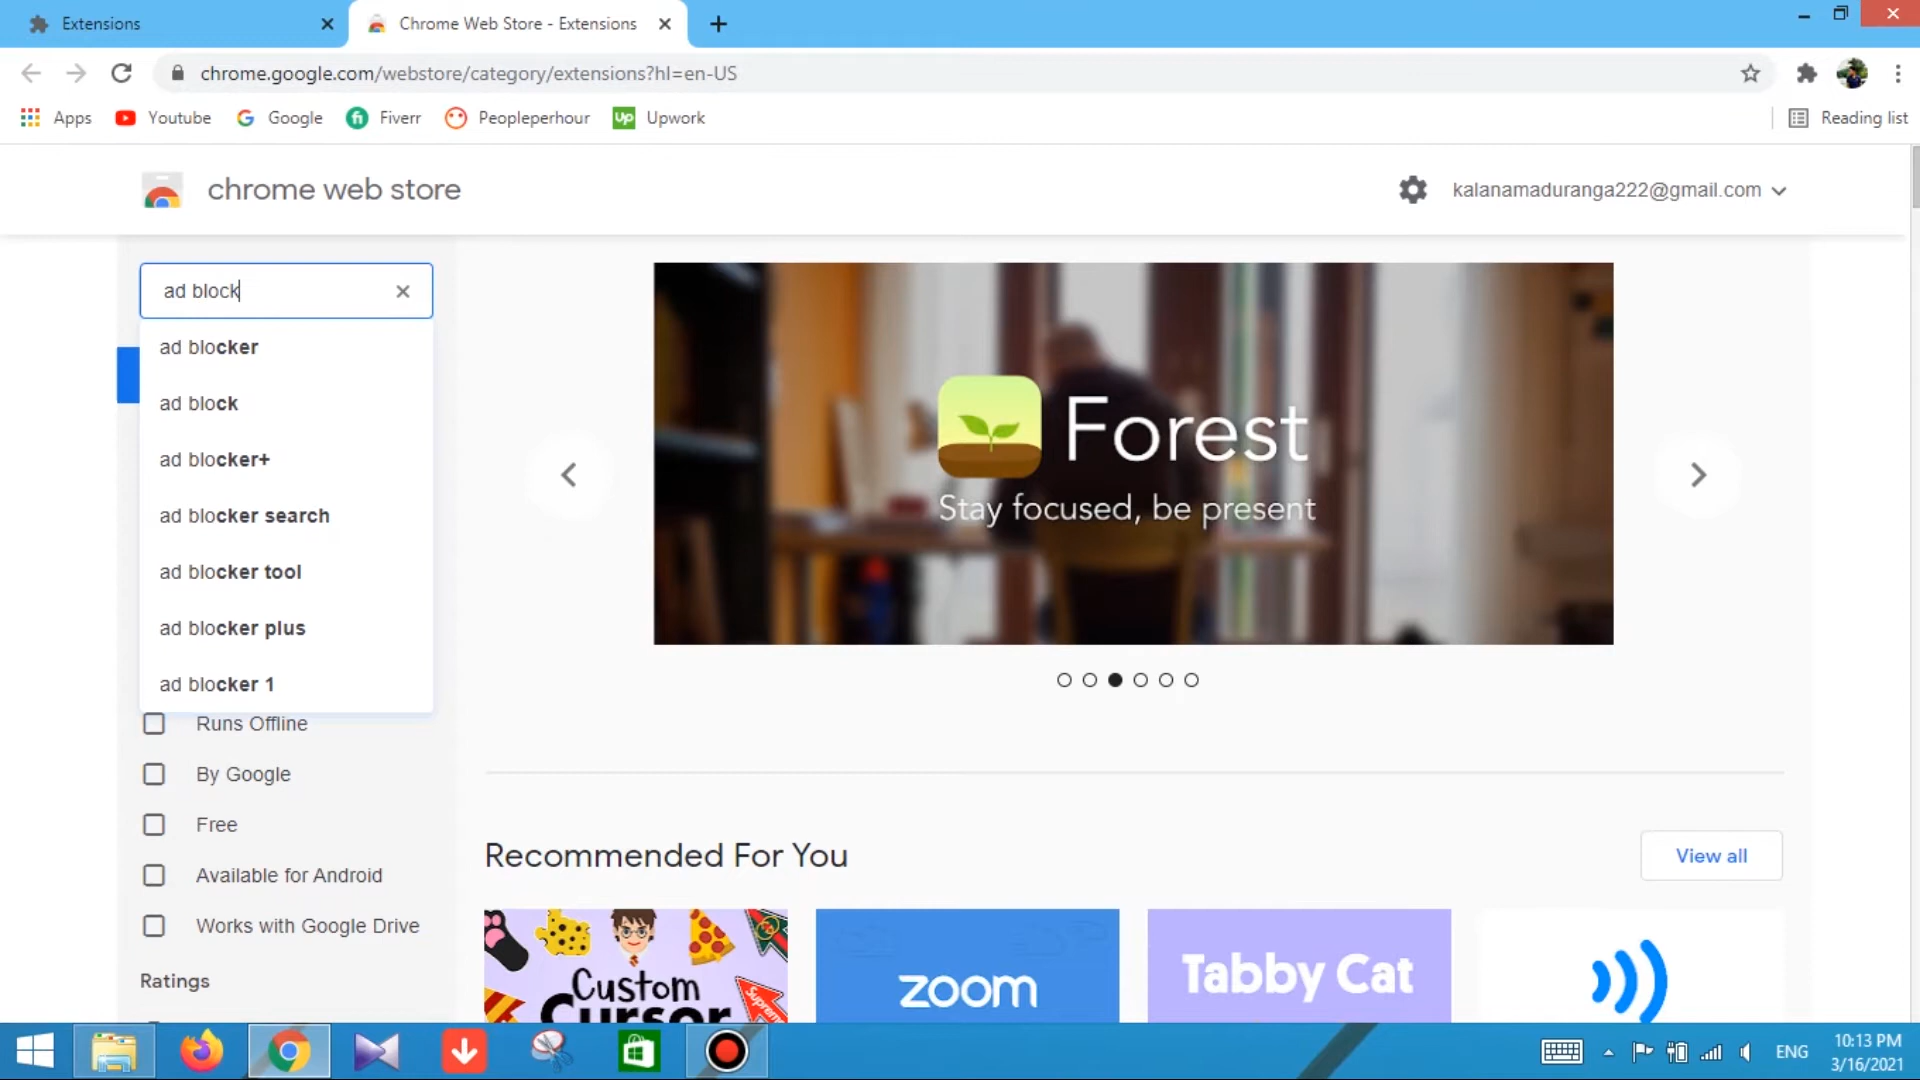 Extensions
Chrome Web Store - Extensions
chrome.google.com/webstore/category/extensions?hl=en-US
Apps
Youtube
Google
Fiverr
Peopleperhour
Upwork
Reading list
chrome web store
kalanamaduranga222@gmail.com
ad block
ad blocker
ad block
ad blocker+
ad blocker search
ad blocker tool
ad blocker plus
ad blocker 1
Runs Offline
By Google
Free
Available for Android
Works with Google Drive
Ratings
Forest
Stay focused, be present
Recommended For You
View all
Custom
Cursor
Supreme
zoom
Tabby Cat
ENG
10:13 PM
3/16/2021